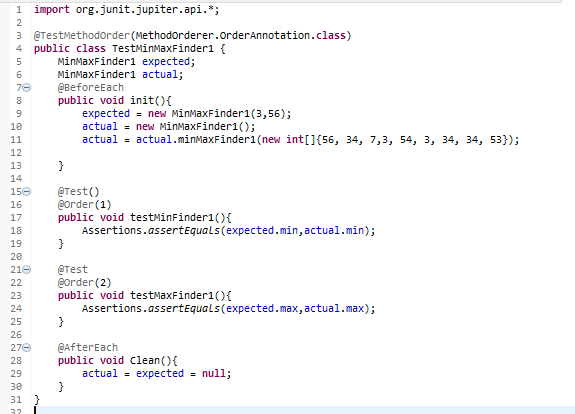 1 import org.junit.jupiter.api.*;
2
3 @TestMethodOrder(MethodOrderer.OrderAnnotation.class)
4 public class TestMinMaxFinder1 {
5     MinMaxFinder1 expected;
6     MinMaxFinder1 actual;
7     @BeforeEach
8     public void init(){
9         expected = new MinMaxFinder1(3,56);
10         actual = new MinMaxFinder1();
11         actual = actual.minMaxFinder1(new int[]{56, 34, 7,3, 54, 3, 34, 34, 53});
12
13     }
14
15     @Test()
16     @Order(1)
17     public void testMinFinder1(){
18         Assertions.assertEquals(expected.min,actual.min);
19     }
20
21     @Test
22     @Order(2)
23     public void testMaxFinder1(){
24         Assertions.assertEquals(expected.max,actual.max);
25     }
26
27     @AfterEach
28     public void Clean(){
29         actual = expected = null;
30     }
31 }
32